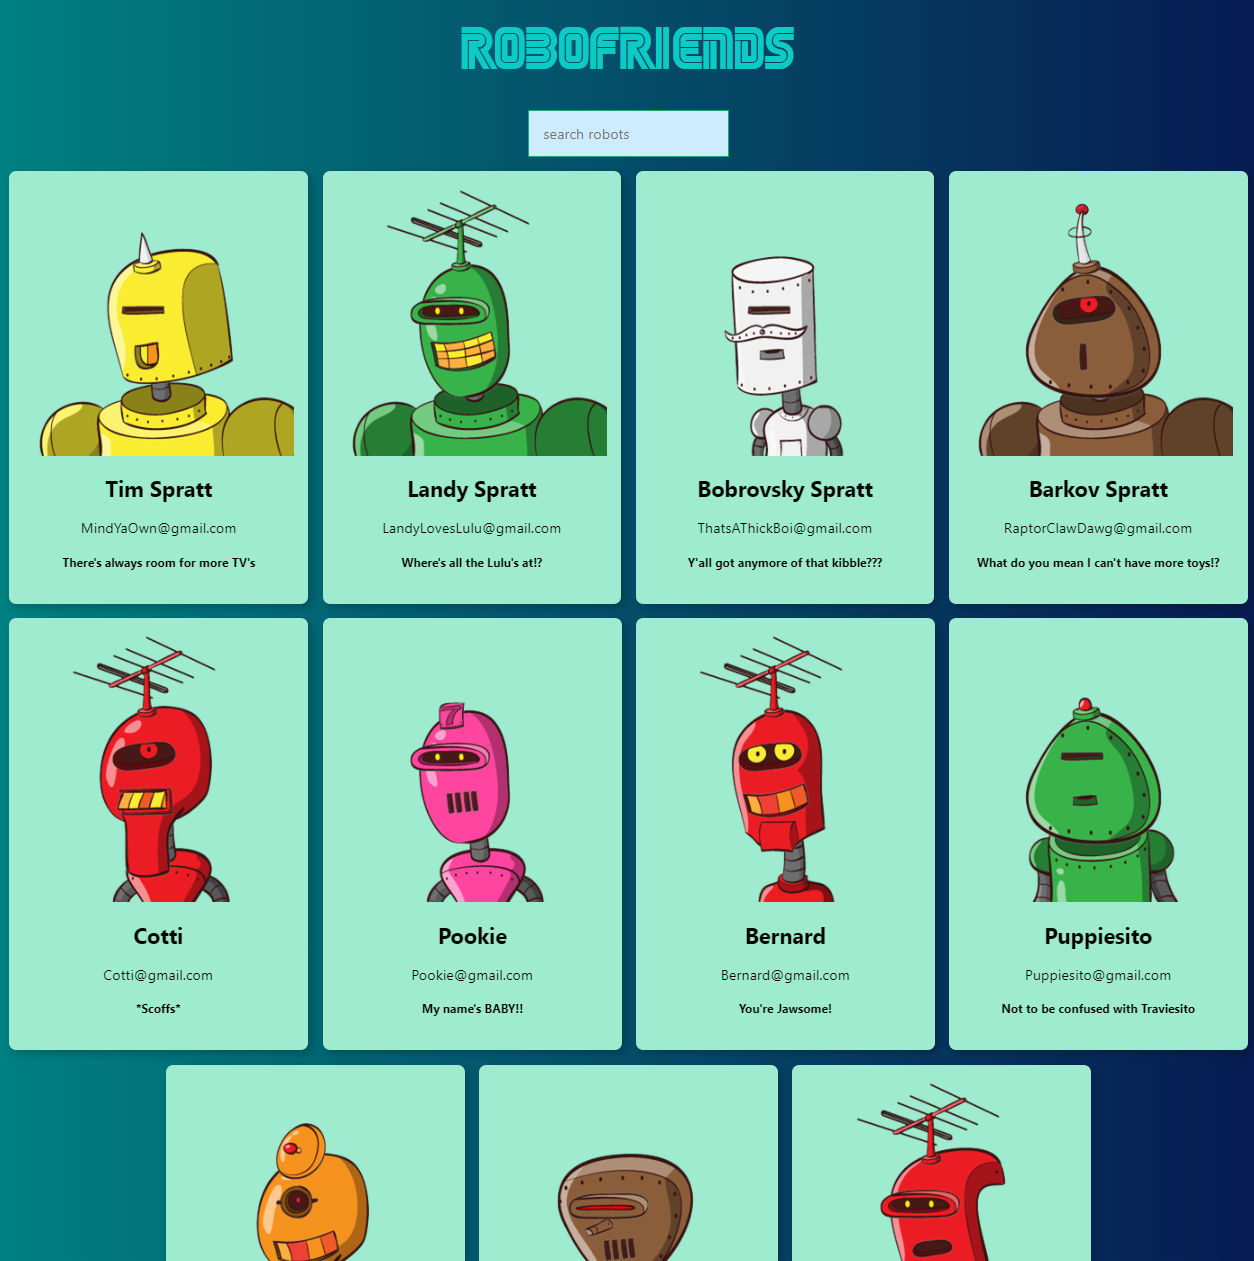 ROBOFRIENDS
search robots
Tim Spratt
MindYaOwn@gmail.com
There's always room for more TV's
Landy Spratt
LandyLovesLulu@gmail.com
Where's all the Lulu's at!?
Bobrovsky Spratt
ThatsAThickBoi@gmail.com
Y'all got anymore of that kibble???
Barkov Spratt
RaptorClawDawg@gmail.com
What do you mean I can't have more toys!?
Cotti
Cotti@gmail.com
*Scoffs*
7
Pookie
Pookie@gmail.com
My name's BABY!!
Bernard
Bernard@gmail.com
You're Jawsome!
Puppiesito
Puppiesito@gmail.com
Not to be confused with Traviesito